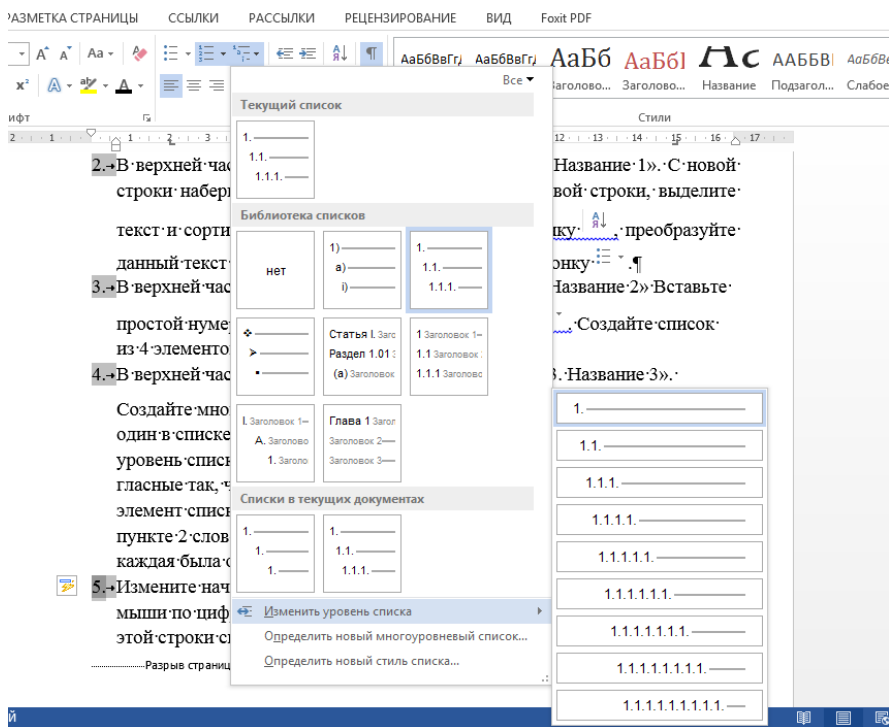 РАЗМЕТКА СТРАНИЦЫ ССЫЛКИ РАССЫЛКИ РЕЦЕНЗИРОВАНИЕ ВИД Foxit PDF
Aa
АаБбВвГг, АаБбВвГг, АаБб АаБбІ ААББВ АаБбВв
Заголово... Заголово... Название Подзагол... Слабое
Стили
Все
Текущий список
1.
1.1.
1.1.1.
Библиотека списков
нет
1)
a)
i)
1.
1.1.
1.1.1.
Статья I. Загс
Раздел 1.01
(a) Заголовок
1 Заголовок 1
1.1 Заголовок
1.1.1 Заголовс
I. Заголовок 1
A. Заголово
1. Заголо
Глава 1 Загол
Заголовок 2
Заголовок 3
Списки в текущих документах
1.
1.
1.
1.
1.1.
1.1.1.
Изменить уровень списка
Определить новый многоуровневый список...
Определить новый стиль списка...
1.
1.1.
1.1.1.
1.1.1.1.
1.1.1.1.1.
1.1.1.1.1.1.
1.1.1.1.1.1.1.
1.1.1.1.1.1.1.1.
1.1.1.1.1.1.1.1.1.
2. В верхней час Название 1». С новой
строки набери вой строки, выделите
текст и сорти нку , преобразуйте
данный текст онку .¶
3. В верхней час Название 2» Вставьте
простой нумер . Создайте список
из 4 элементо
4. В верхней час 3. Название 3».
Создайте мно
один в списке
уровень списк
гласные так, ч
элемент списк
пункте 2 слов
каждая была с
5. Измените нач
мыши по циф
этой строки сп
Разрыв страниц